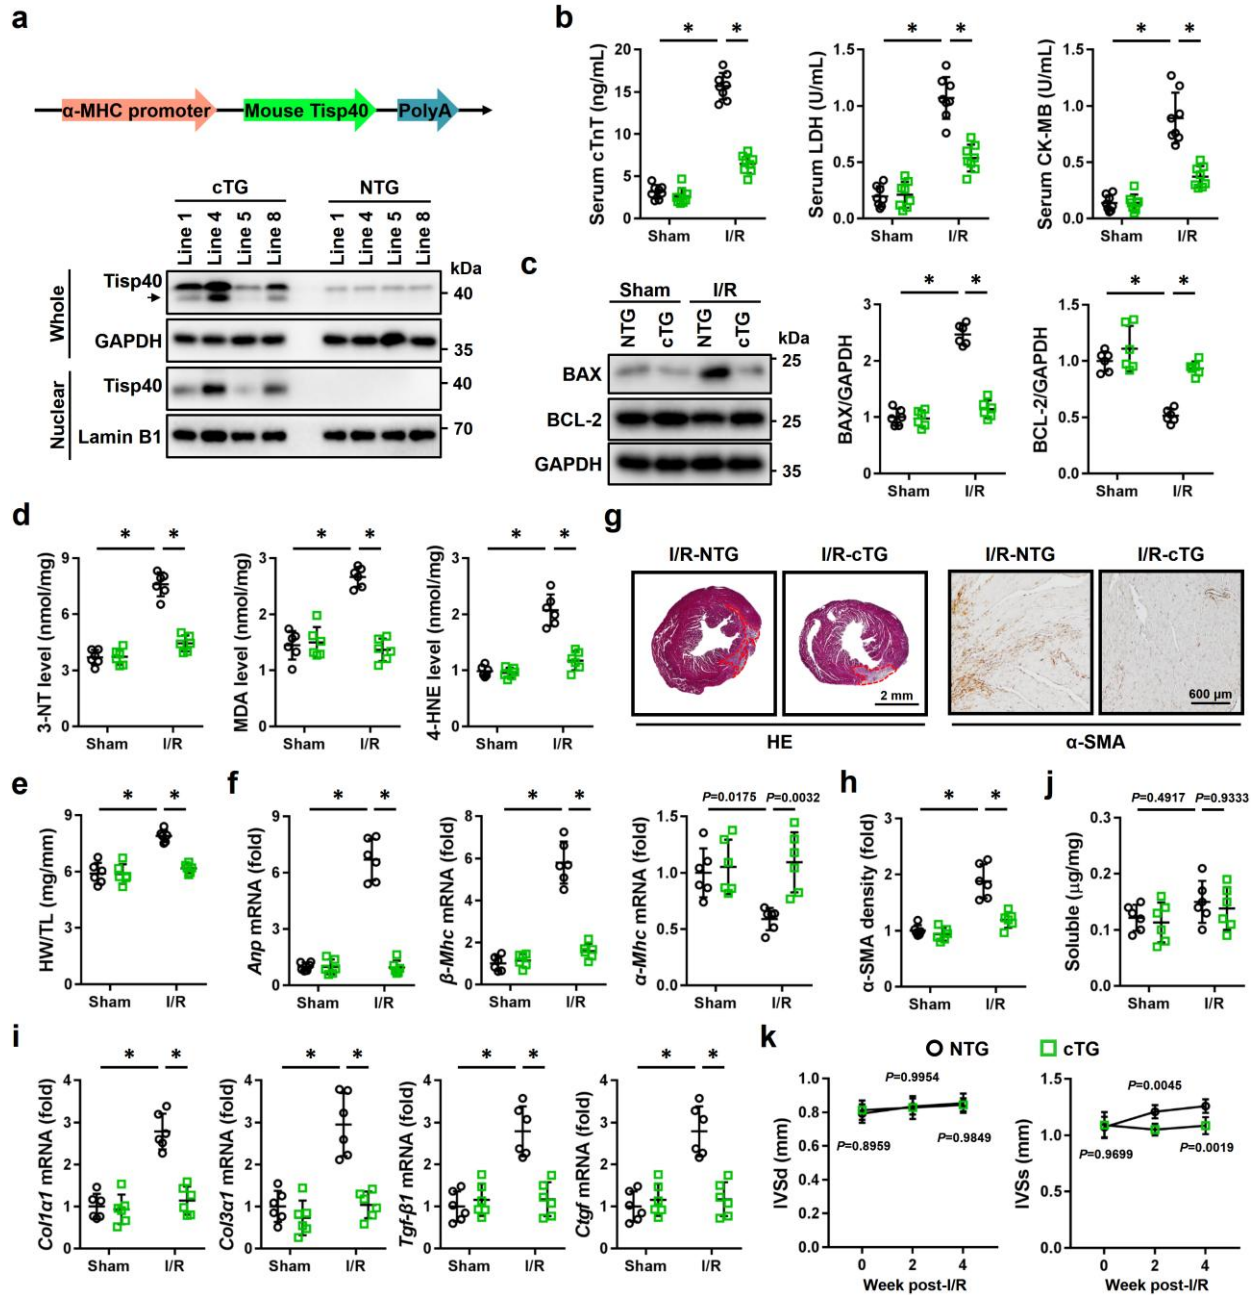 a
α-MHC promoter
Mouse Tisp40
PolyA
cTG
NTG
Line 1
Line 4
Line 5
Line 8
Line 1
Line 4
Line 5
Line 8
kDa
Whole
Tisp40
40
GAPDH
35
Nuclear
Tisp40
40
Lamin B1
70
b
* *
Serum cTnT (ng/mL)
20
15
10
5
0
Sham I/R
* *
Serum LDH (U/mL)
1.5
1.0
0.5
0.0
Sham I/R
* *
Serum CK-MB (U/mL)
1.5
1.0
0.5
0.0
Sham I/R
c
Sham I/R
NTG
cTG
NTG
cTG
kDa
BAX
25
BCL-2
25
GAPDH
35
* *
BAX/GAPDH
3
2
1
0
Sham I/R
* *
BCL-2/GAPDH
1.5
1.0
0.5
0.0
Sham I/R
d
* *
3-NT level (nmol/mg)
9
6
3
0
Sham I/R
* *
MDA level (nmol/mg)
3
2
1
0
Sham I/R
* *
4-HNE level (nmol/mg)
3
2
1
0
Sham I/R
g
I/R-NTG I/R-cTG
2 mm
HE
I/R-NTG I/R-cTG
600 μm
α-SMA
e
* *
HW/TL (mg/mm)
9
6
3
0
Sham I/R
f
* *
Anp mRNA (fold)
9
6
3
0
Sham I/R
* *
β-Mhc mRNA (fold)
8
6
4
2
0
Sham I/R
P=0.0175 P=0.0032
α-Mhc mRNA (fold)
1.5
1.0
0.5
0.0
Sham I/R
h
* *
α-SMA density (fold)
3
2
1
0
Sham I/R
j
P=0.4917 P=0.9333
Soluble (μg/mg)
0.3
0.2
0.1
0.0
Sham I/R
i
* *
Col1α1 mRNA (fold)
4
3
2
1
0
Sham I/R
* *
Col3α1 mRNA (fold)
4
3
2
1
0
Sham I/R
* *
Tgf-β1 mRNA (fold)
4
3
2
1
0
Sham I/R
* *
Ctgf mRNA (fold)
4
3
2
1
0
Sham I/R
k
NTG cTG
IVSd (mm)
1.0
0.8
0.6
0.4
0.2
0.0
P=0.9954
P=0.8959
P=0.9849
0 2 4
Week post-I/R
IVSs (mm)
1.5
1.0
0.5
0.0
P=0.0045
P=0.9699
P=0.0019
0 2 4
Week post-I/R